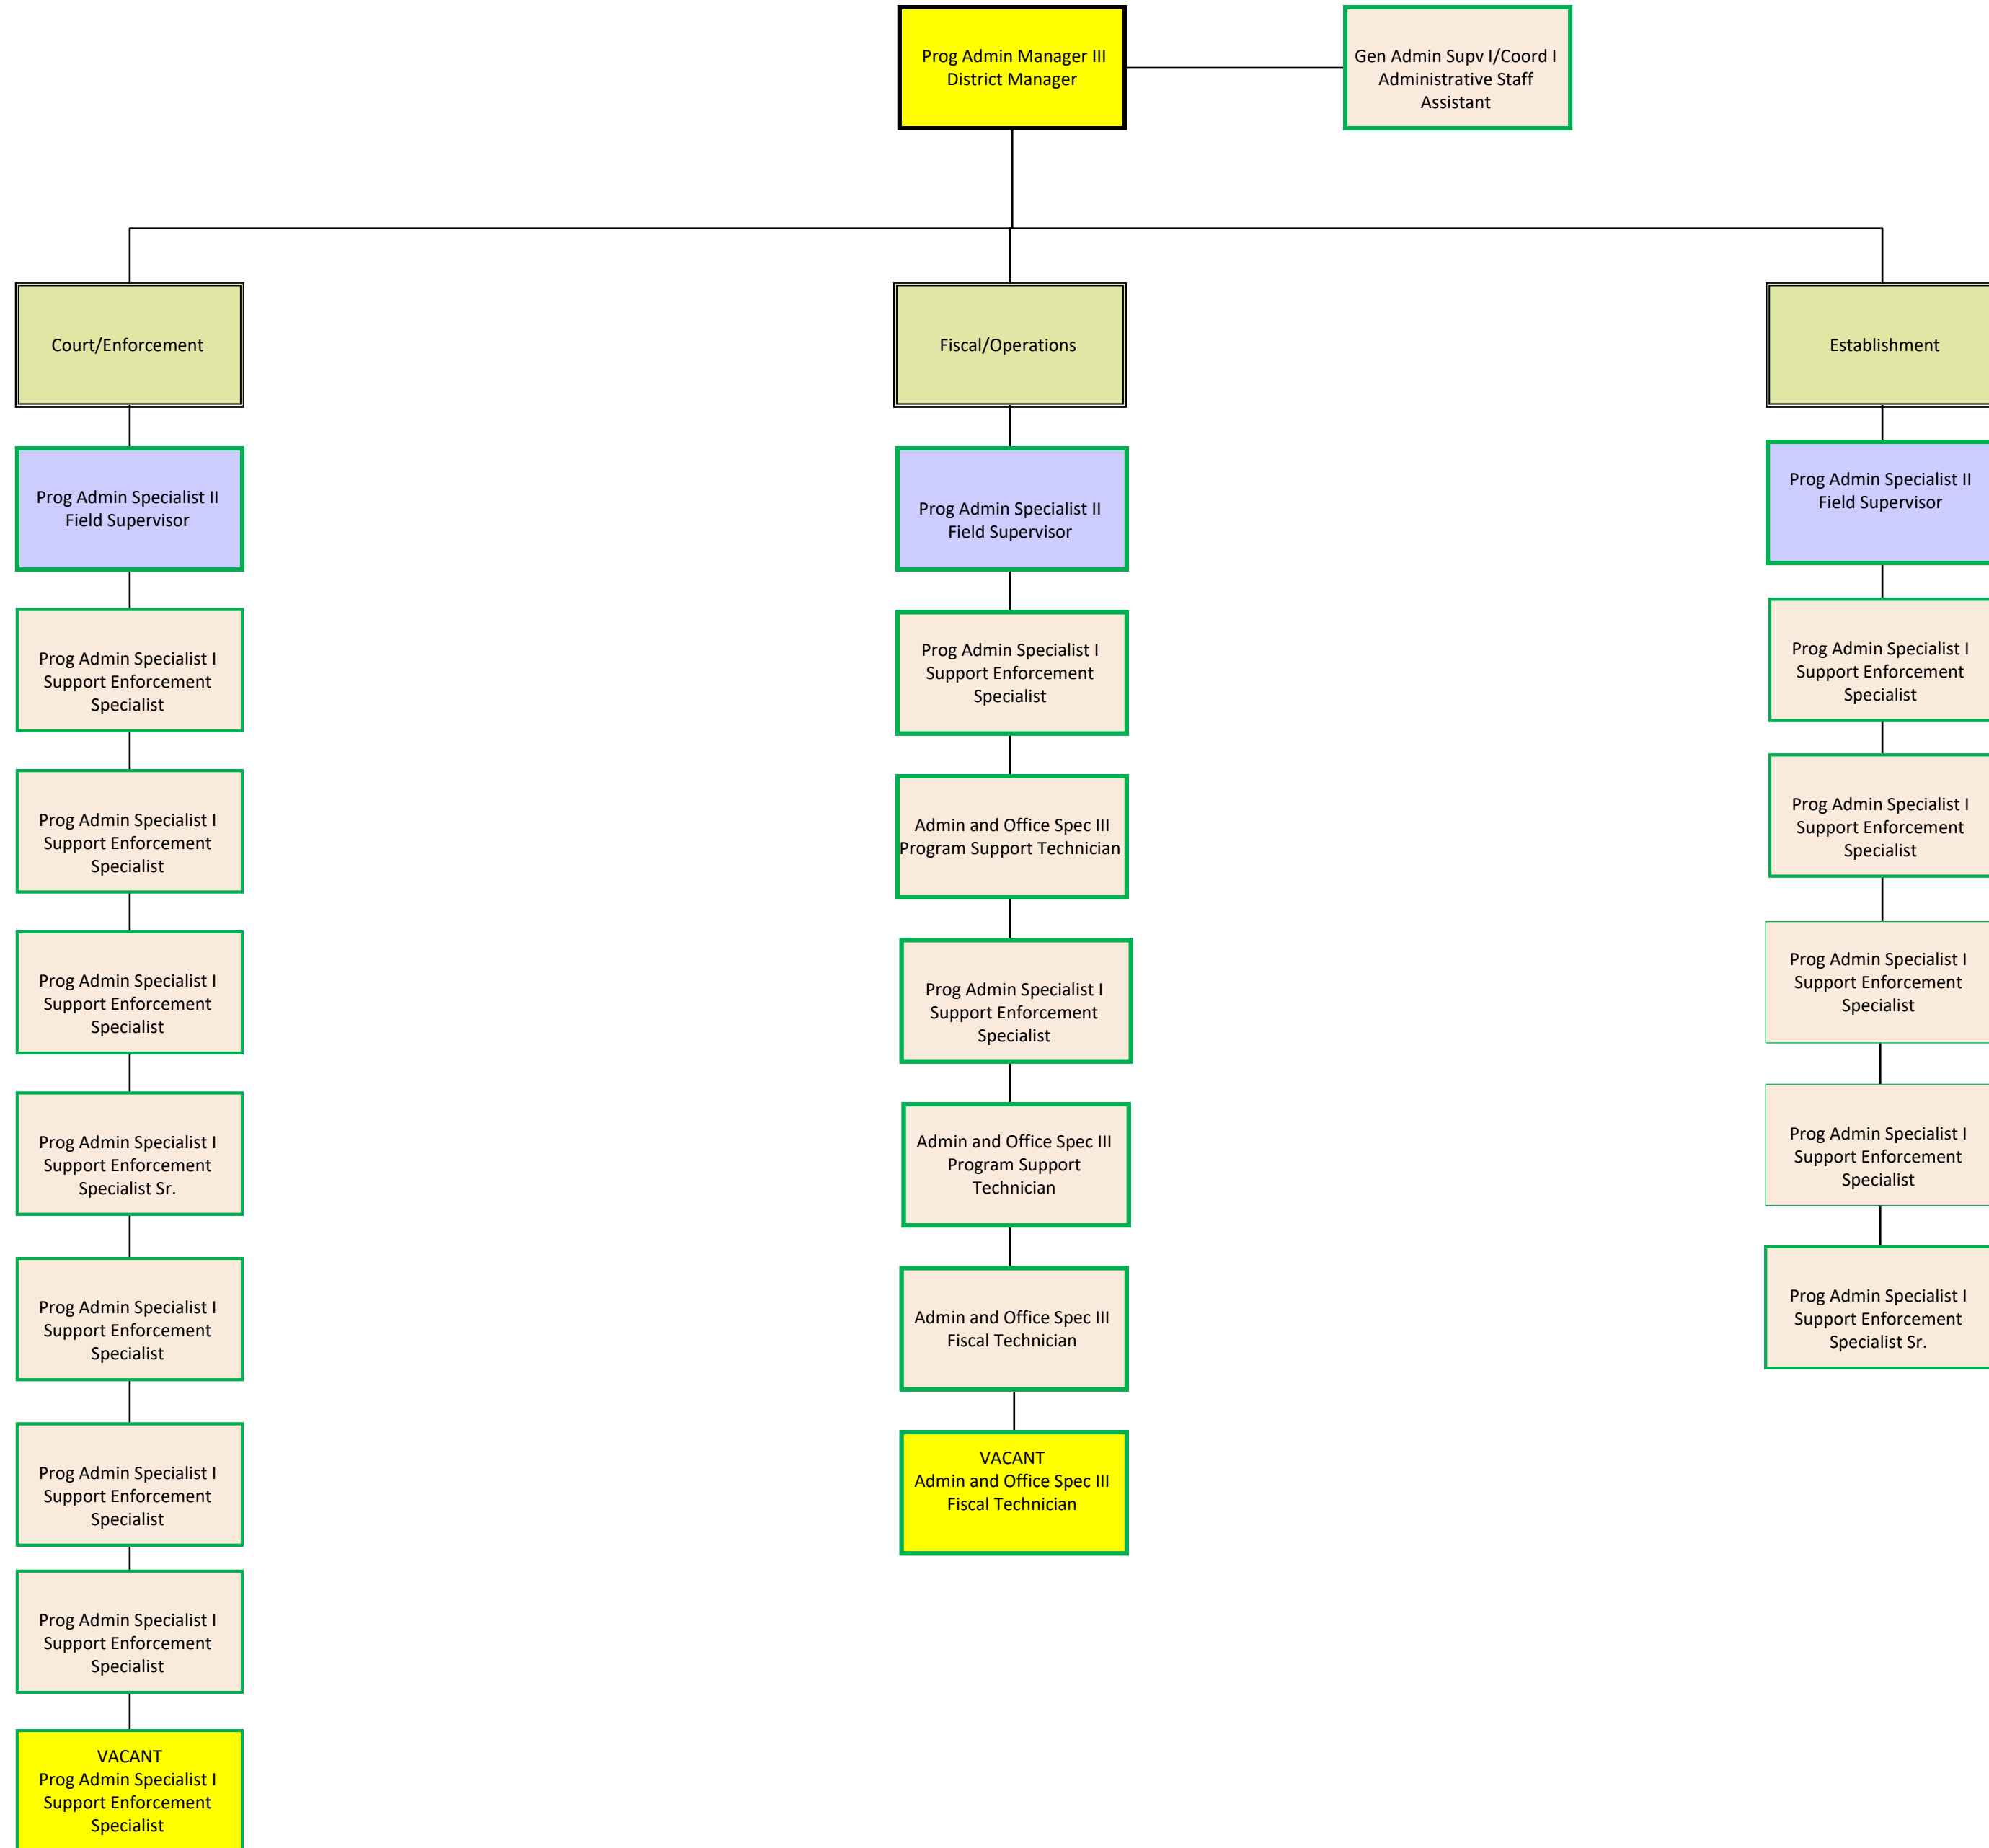 Prog Admin Manager III
District Manager
Gen Admin Supv I/Coord I
Administrative Staff
Assistant
Court/Enforcement
Prog Admin Specialist II
Field Supervisor
Prog Admin Specialist I
Support Enforcement
Specialist
Prog Admin Specialist I
Support Enforcement
Specialist
Prog Admin Specialist I
Support Enforcement
Specialist
Prog Admin Specialist I
Support Enforcement
Specialist Sr.
Prog Admin Specialist I
Support Enforcement
Specialist
Prog Admin Specialist I
Support Enforcement
Specialist
Prog Admin Specialist I
Support Enforcement
Specialist
VACANT
Prog Admin Specialist I
Support Enforcement
Specialist
Fiscal/Operations
Prog Admin Specialist II
Field Supervisor
Prog Admin Specialist I
Support Enforcement
Specialist
Admin and Office Spec III
Program Support Technician
Prog Admin Specialist I
Support Enforcement
Specialist
Admin and Office Spec III
Program Support
Technician
Admin and Office Spec III
Fiscal Technician
VACANT
Admin and Office Spec III
Fiscal Technician
Establishment
Prog Admin Specialist II
Field Supervisor
Prog Admin Specialist I
Support Enforcement
Specialist
Prog Admin Specialist I
Support Enforcement
Specialist
Prog Admin Specialist I
Support Enforcement
Specialist
Prog Admin Specialist I
Support Enforcement
Specialist
Prog Admin Specialist I
Support Enforcement
Specialist Sr.